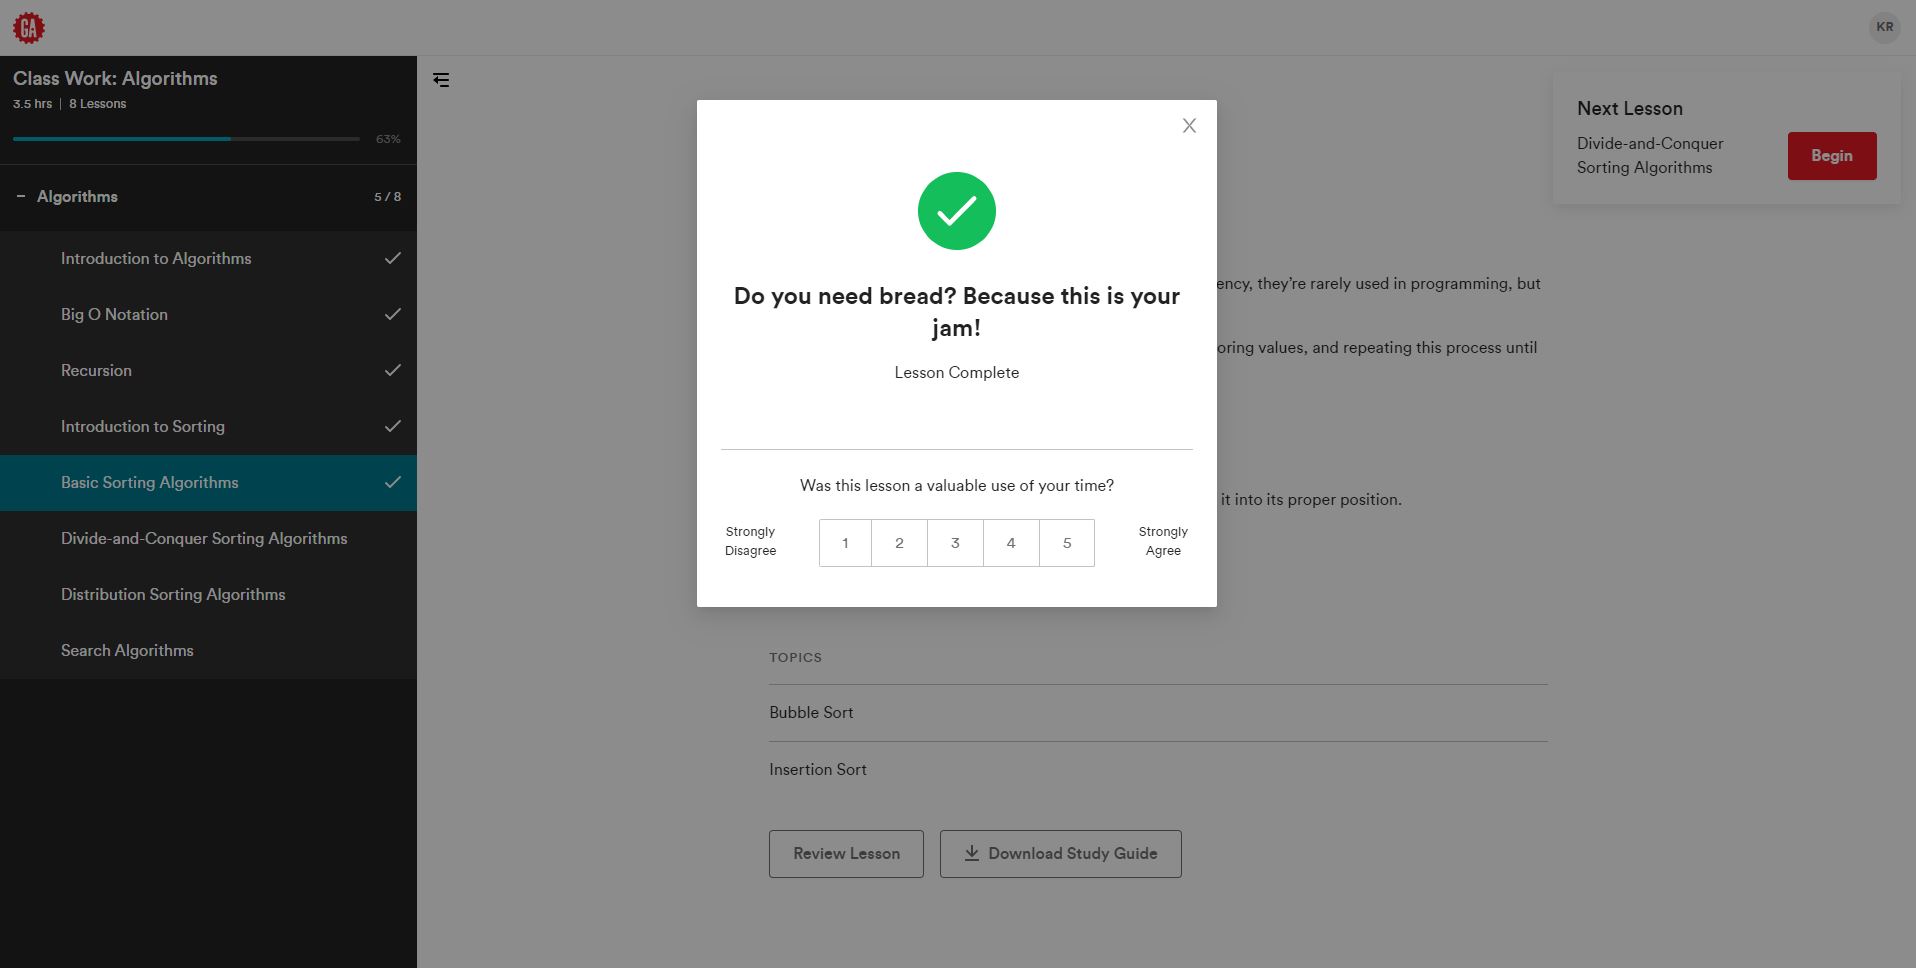 GA
KR
Class Work: Algorithms
3.5 hrs | 8 Lessons
63%
− Algorithms 5 / 8
Introduction to Algorithms
Big O Notation
Recursion
Introduction to Sorting
Basic Sorting Algorithms
Divide-and-Conquer Sorting Algorithms
Distribution Sorting Algorithms
Search Algorithms
X
Do you need bread? Because this is your
jam!
Lesson Complete
Was this lesson a valuable use of your time?
Strongly
Disagree
1 2 3 4 5
Strongly
Agree
Next Lesson
Divide-and-Conquer
Sorting Algorithms
Begin
ency, they’re rarely used in programming, but
oring values, and repeating this process until
it into its proper position.
TOPICS
Bubble Sort
Insertion Sort
Review Lesson
Download Study Guide